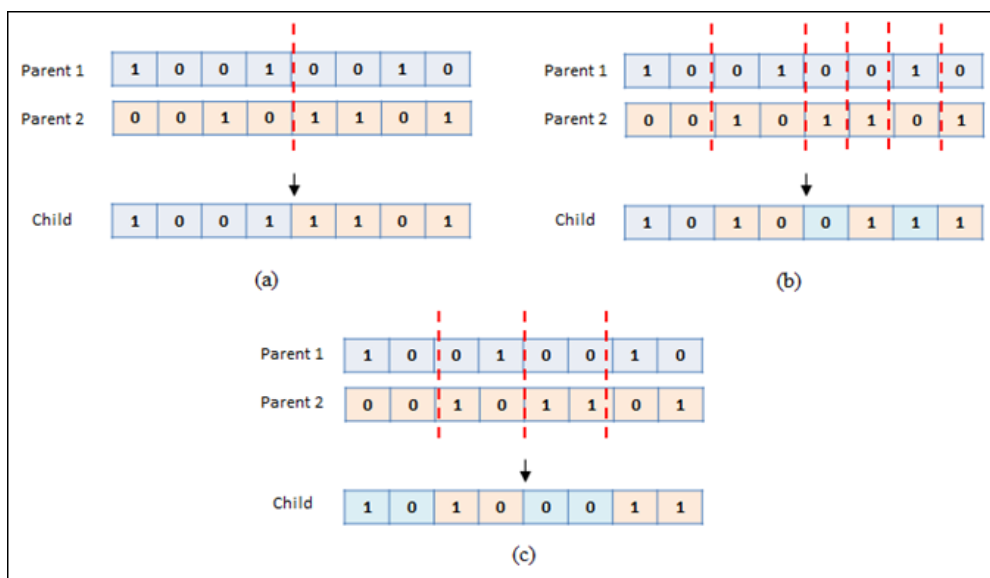 Parent 1 1 0 0 1 0 0 1 0
Parent 2 0 0 1 0 1 1 0 1
Child 1 0 0 1 1 1 0 1
(a)
Parent 1 1 0 0 1 0 0 1 0
Parent 2 0 0 1 0 1 1 0 1
Child 1 0 1 0 0 1 1 1
(b)
Parent 1 1 0 0 1 0 0 1 0
Parent 2 0 0 1 0 1 1 0 1
Child 1 0 1 0 0 0 1 1
(c)